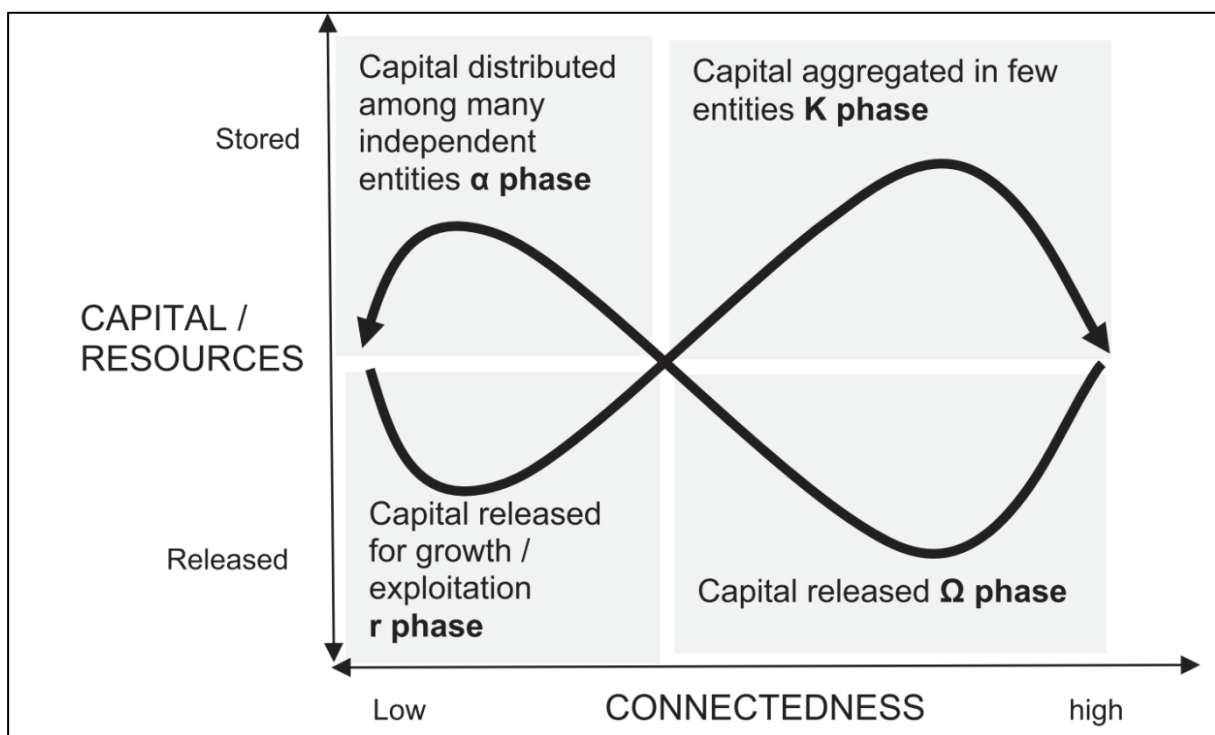 Capital distributed
among many
independent
entities α phase
Capital aggregated in few
entities K phase
Stored
CAPITAL /
RESOURCES
Capital released
for growth /
exploitation
r phase
Released
Capital released Ω phase
Low
CONNECTEDNESS
high